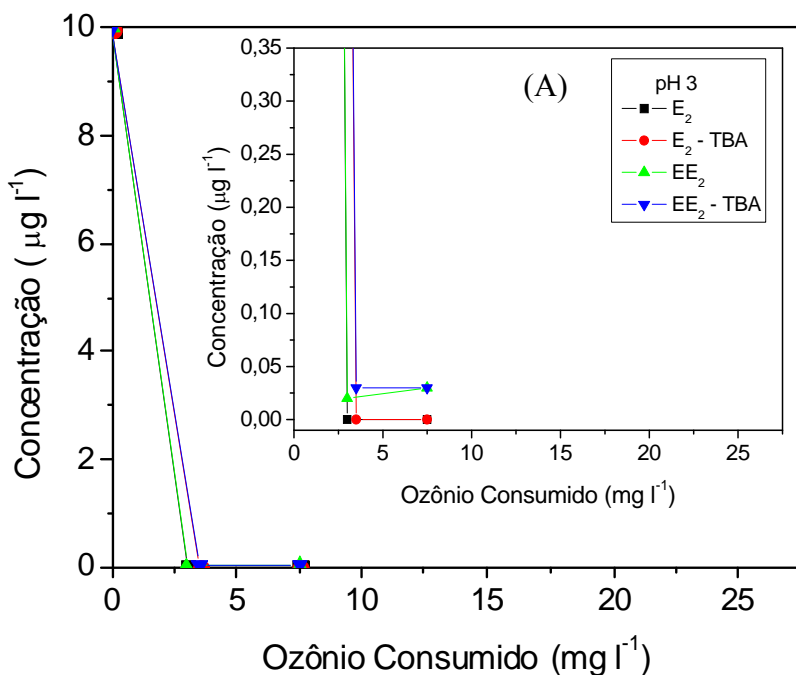 10
8
6
4
2
0
Concentração ( μg l⁻¹)
0 5 10 15 20 25
Ozônio Consumido (mg l⁻¹)
0,35
0,30
0,25
0,20
0,15
0,10
0,05
0,00
Concentração (μg l⁻¹)
0 5 10 15 20 25
Ozônio Consumido (mg l⁻¹)
(A)
pH 3
E₂
E₂ - TBA
EE₂
EE₂ - TBA